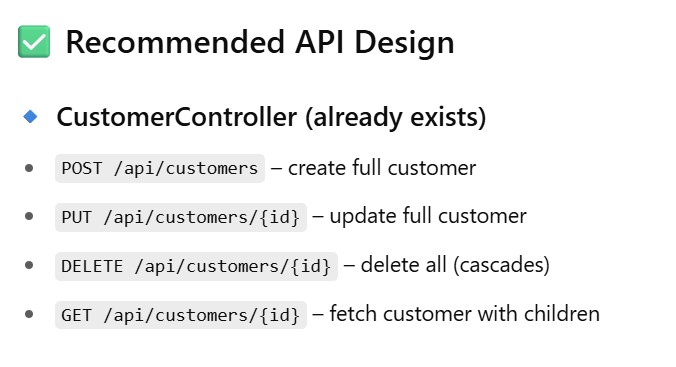 Recommended API Design
CustomerController (already exists)
POST /api/customers – create full customer
PUT /api/customers/{id} – update full customer
DELETE /api/customers/{id} – delete all (cascades)
GET /api/customers/{id} – fetch customer with children